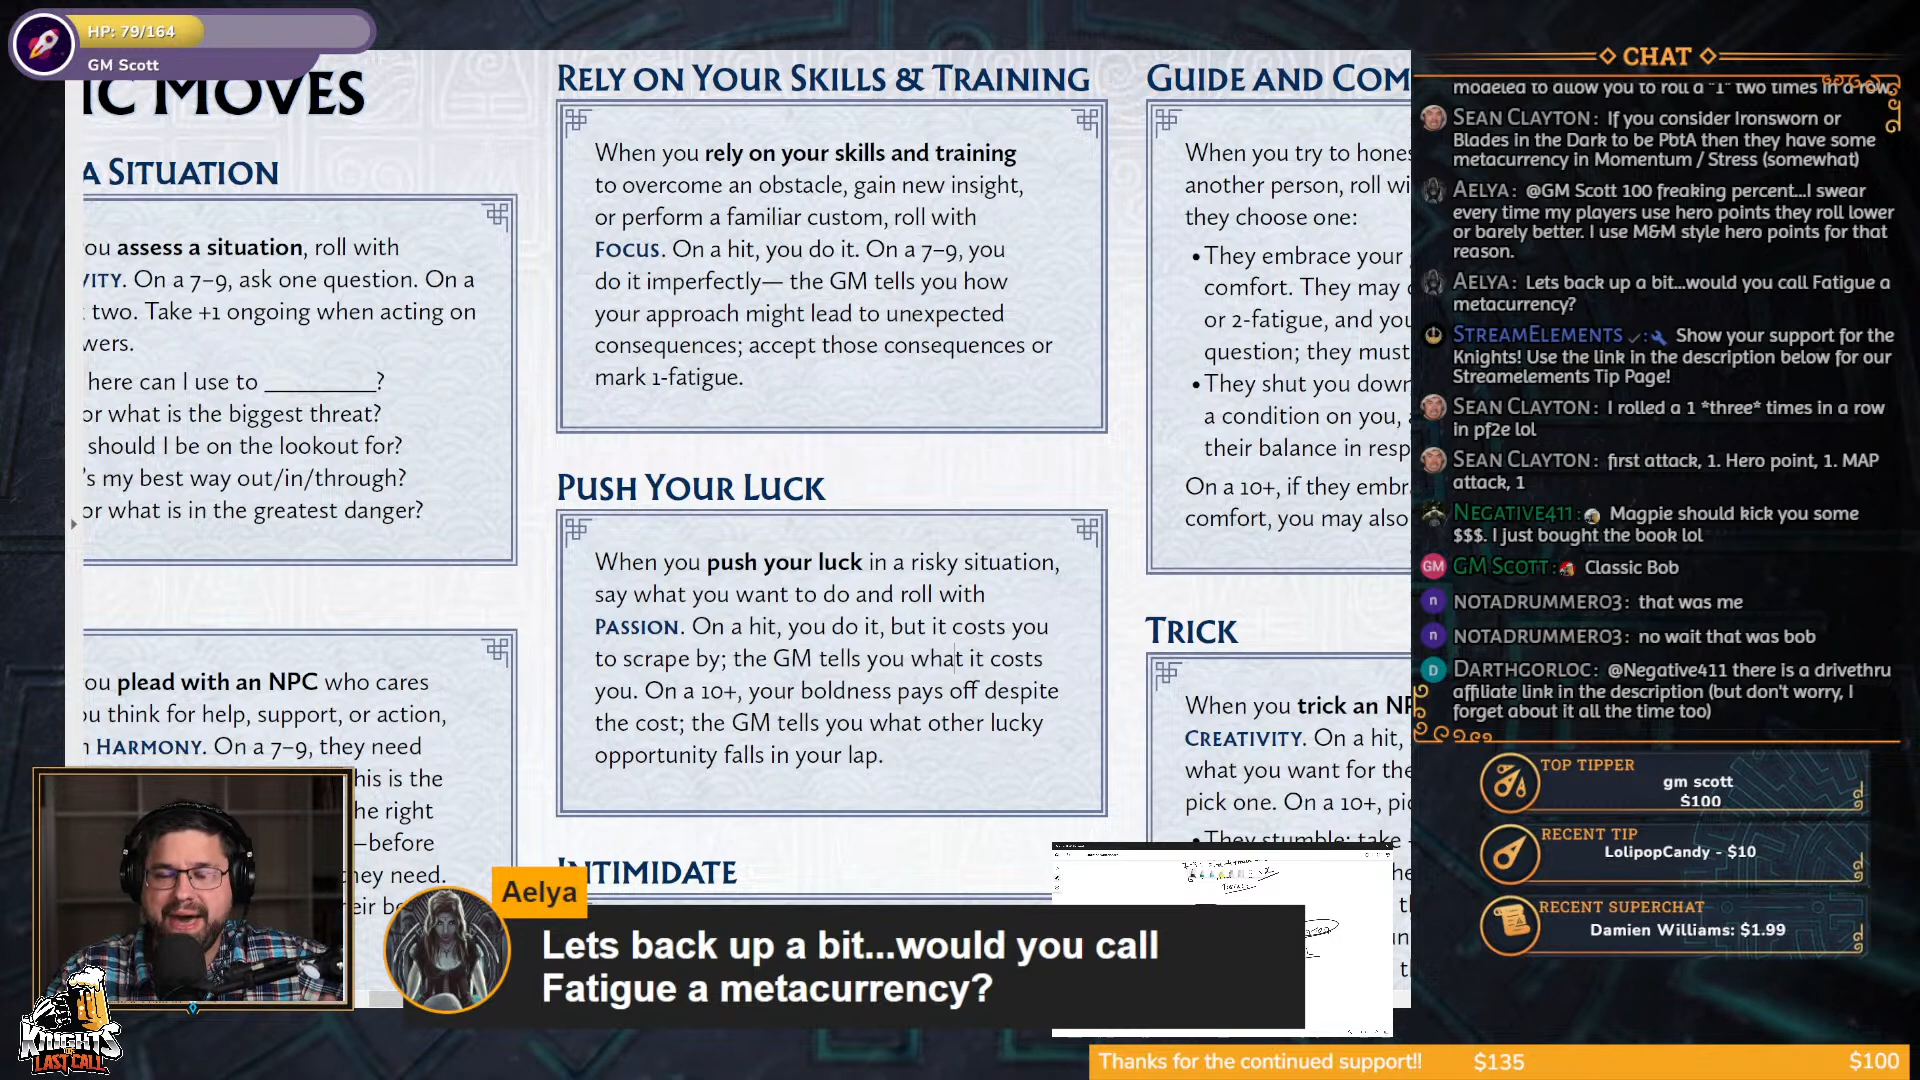 HP: 79/164
GM Scott
IC MOVES
A SITUATION
ou assess a situation, roll with
VITY. On a 7–9, ask one question. On a
two. Take +1 ongoing when acting on
wers.
here can I use to _________?
or what is the biggest threat?
should I be on the lookout for?
's my best way out/in/through?
or what is in the greatest danger?
ou plead with an NPC who cares
ou think for help, support, or action,
HARMONY. On a 7–9, they need
his is the
he right
–before
hey need.
eir be
RELY ON YOUR SKILLS & TRAINING
When you rely on your skills and training
to overcome an obstacle, gain new insight,
or perform a familiar custom, roll with
FOCUS. On a hit, you do it. On a 7–9, you
do it imperfectly— the GM tells you how
your approach might lead to unexpected
consequences; accept those consequences or
mark 1-fatigue.
PUSH YOUR LUCK
When you push your luck in a risky situation,
say what you want to do and roll with
PASSION. On a hit, you do it, but it costs you
to scrape by; the GM tells you what it costs
you. On a 10+, your boldness pays off despite
the cost; the GM tells you what other lucky
opportunity falls in your lap.
INTIMIDATE
GUIDE AND COM
When you try to hones
another person, roll wi
they choose one:
• They embrace your
comfort. They may
or 2-fatigue, and you
question; they must
• They shut you down
a condition on you,
their balance in resp
On a 10+, if they embr
comfort, you may also
TRICK
When you trick an NP
CREATIVITY. On a hit,
what you want for the
pick one. On a 10+, pic
• They stumble; take
Aelya
Lets back up a bit...would you call
Fatigue a metacurrency?
KNIGHTS
OF
LAST CALL
CHAT
modeled to allow you to roll a "1" two times in a row.
SEAN CLAYTON: If you consider Ironsworn or
Blades in the Dark to be PbtA then they have some
metacurrency in Momentum / Stress (somewhat)
AELYA: @GM Scott 100 freaking percent...I swear
every time my players use hero points they roll lower
or barely better. I use M&M style hero points for that
reason.
AELYA: Lets back up a bit...would you call Fatigue a
metacurrency?
STREAMELEMENTS: Show your support for the
Knights! Use the link in the description below for our
Streamelements Tip Page!
SEAN CLAYTON: I rolled a 1 *three* times in a row
in pf2e lol
SEAN CLAYTON: first attack, 1. Hero point, 1. MAP
attack, 1
NEGATIVE411: Magpie should kick you some
$$$. I just bought the book lol
GM GM SCOTT: Classic Bob
n NOTADRUMMER03: that was me
n NOTADRUMMER03: no wait that was bob
D DARTHGORLOC: @Negative411 there is a drivethru
affiliate link in the description (but don't worry, I
forget about it all the time too)
TOP TIPPER
gm scott
$100
RECENT TIP
LolipopCandy - $10
RECENT SUPERCHAT
Damien Williams: $1.99
Thanks for the continued support!! $135 $100